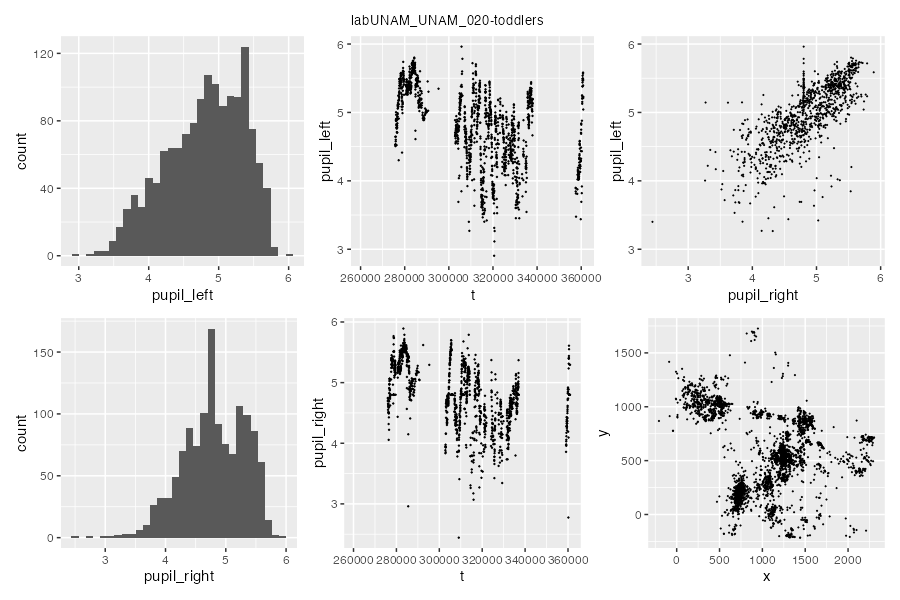 labUNAM_UNAM_020-toddlers
count
120
80
40
0
3 4 5 6
pupil_left
pupil_left
6
5
4
3
260000 280000 300000 320000 340000 360000
t
pupil_left
6
5
4
3
3 4 5 6
pupil_right
count
150
100
50
0
3 4 5 6
pupil_right
pupil_right
6
5
4
3
260000 280000 300000 320000 340000 360000
t
y
1500
1000
500
0
0 500 1000 1500 2000
x